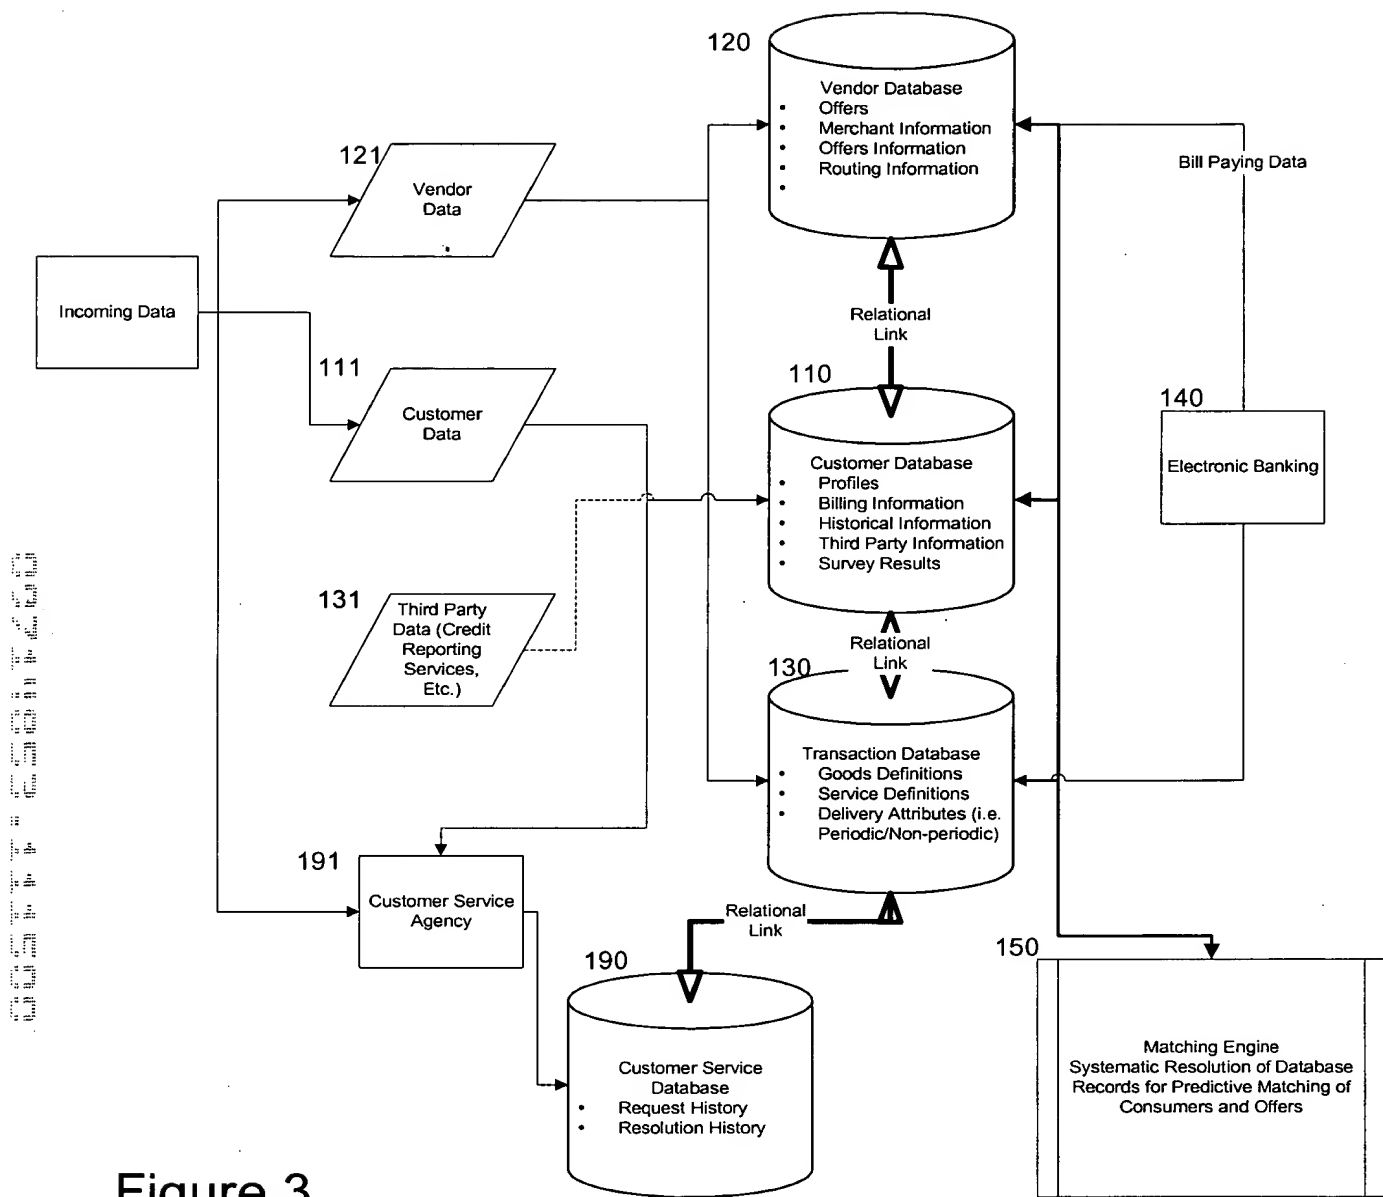 120
Vendor Database
• Offers
• Merchant Information
• Offers Information
• Routing Information
•
121
Vendor
Data
Bill Paying Data
Incoming Data
Relational
Link
111
Customer
Data
110
Customer Database
• Profiles
• Billing Information
• Historical Information
• Third Party Information
• Survey Results
140
Electronic Banking
131
Third Party
Data (Credit
Reporting
Services,
Etc.)
Relational
Link
130
Transaction Database
• Goods Definitions
• Service Definitions
• Delivery Attributes (i.e.
Periodic/Non-periodic)
191
Customer Service
Agency
Relational
Link
190
Customer Service
Database
• Request History
• Resolution History
150
Matching Engine
Systematic Resolution of Database
Records for Predictive Matching of
Consumers and Offers
Figure 3